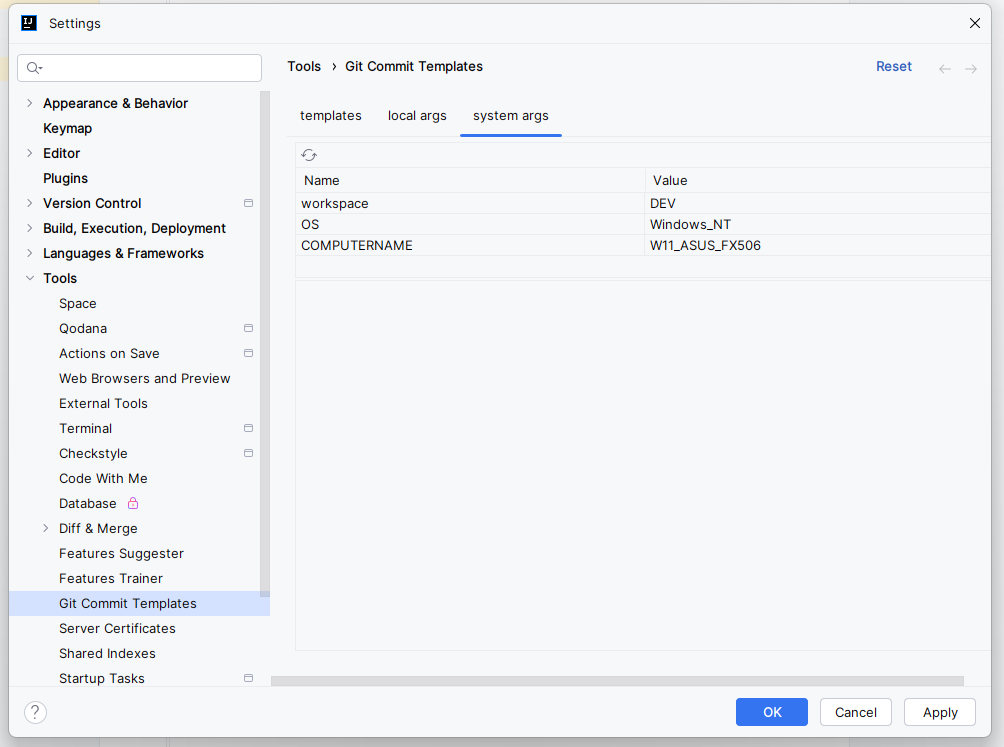 IJ
Settings
Tools › Git Commit Templates
Reset
templates local args system args
Name Value
workspace DEV
OS Windows_NT
COMPUTERNAME W11_ASUS_FX506
Appearance & Behavior
Keymap
Editor
Plugins
Version Control
Build, Execution, Deployment
Languages & Frameworks
Tools
Space
Qodana
Actions on Save
Web Browsers and Preview
External Tools
Terminal
Checkstyle
Code With Me
Database
Diff & Merge
Features Suggester
Features Trainer
Git Commit Templates
Server Certificates
Shared Indexes
Startup Tasks
?
OK Cancel Apply